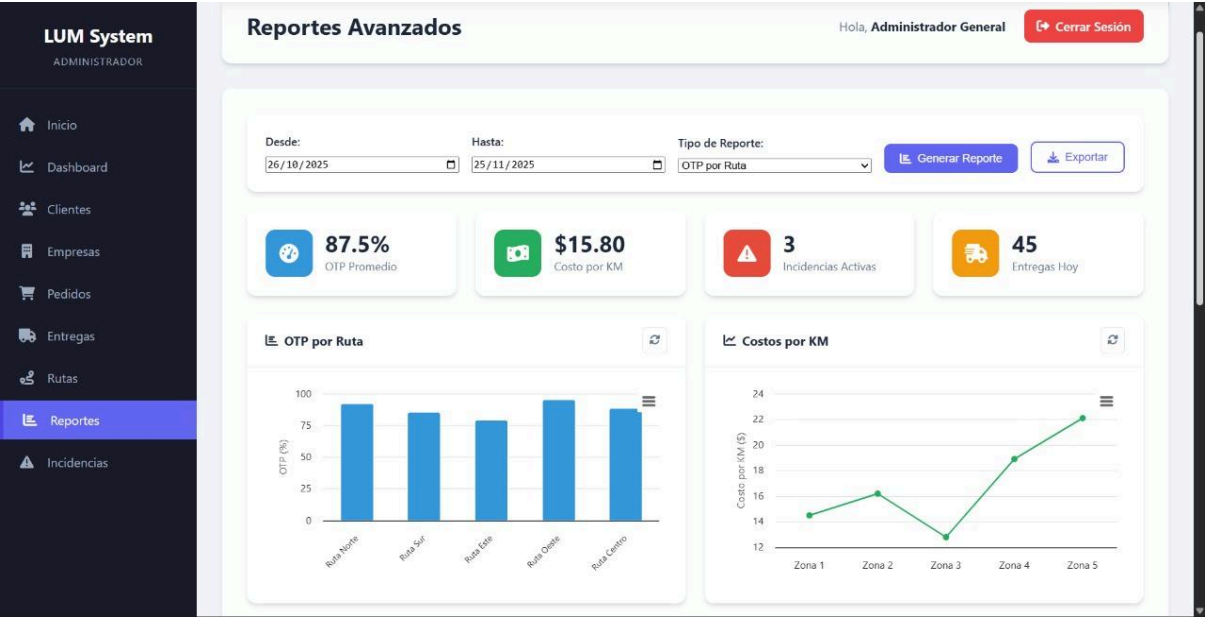 LUM System
ADMINISTRADOR
Inicio
Dashboard
Clientes
Empresas
Pedidos
Entregas
Rutas
Reportes
Incidencias
Reportes Avanzados
Hola, Administrador General
Cerrar Sesión
Desde:
26/10/2025
Hasta:
25/11/2025
Tipo de Reporte:
OTP por Ruta
Generar Reporte
Exportar
87.5%
OTP Promedio
$15.80
Costo por KM
3
Incidencias Activas
45
Entregas Hoy
OTP por Ruta
100
75
50
25
0
OTP (%)
Ruta Norte
Ruta Sur
Ruta Este
Ruta Oeste
Ruta Centro
Costos por KM
24
22
20
18
16
14
12
Costo por KM ($)
Zona 1
Zona 2
Zona 3
Zona 4
Zona 5